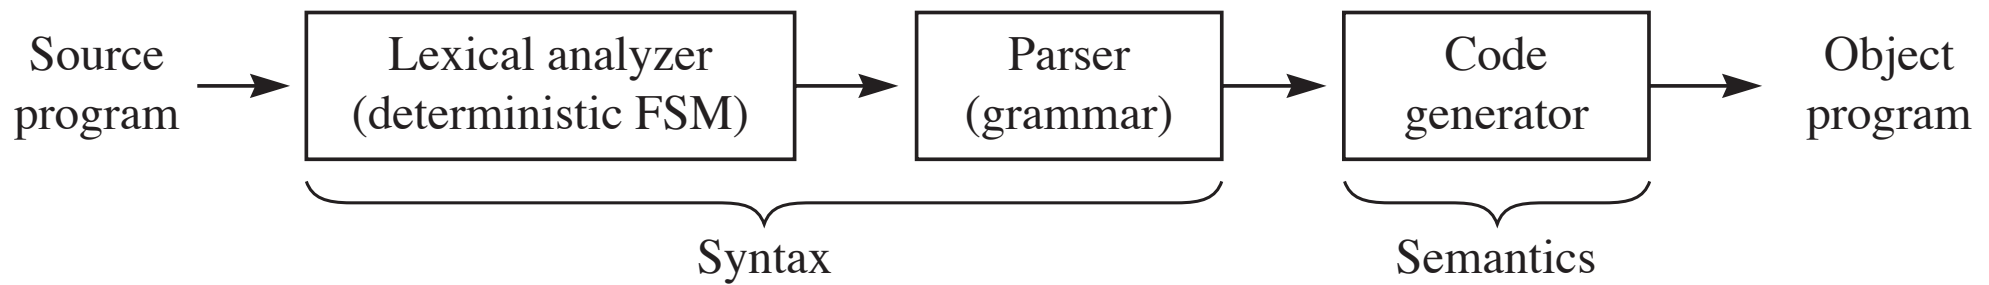 Source
program
Lexical analyzer
(deterministic FSM)
Parser
(grammar)
Code
generator
Object
program
Syntax
Semantics